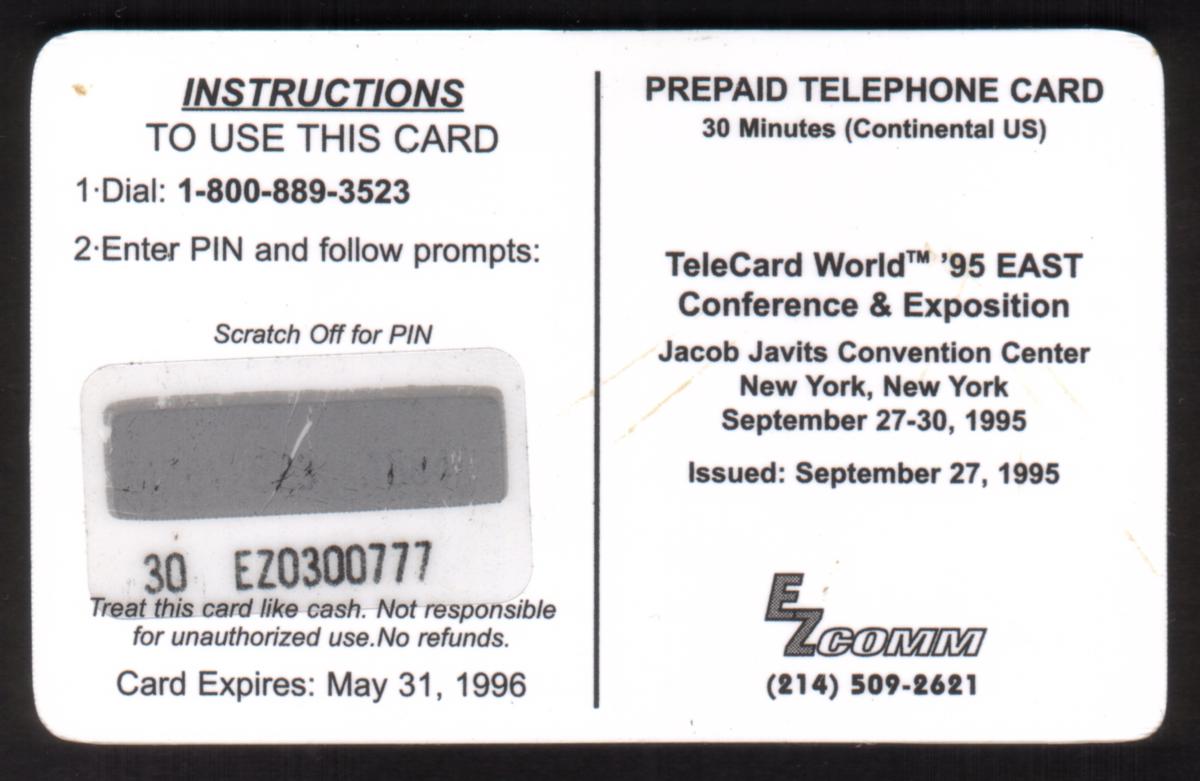 INSTRUCTIONS
TO USE THIS CARD
1·Dial: 1-800-889-3523
2·Enter PIN and follow prompts:
Scratch Off for PIN
30 EZ0300777
Treat this card like cash. Not responsible
for unauthorized use.No refunds.
Card Expires: May 31, 1996
PREPAID TELEPHONE CARD
30 Minutes (Continental US)
TeleCard World™ '95 EAST
Conference & Exposition
Jacob Javits Convention Center
New York, New York
September 27-30, 1995
Issued: September 27, 1995
EZCOMM
(214) 509-2621